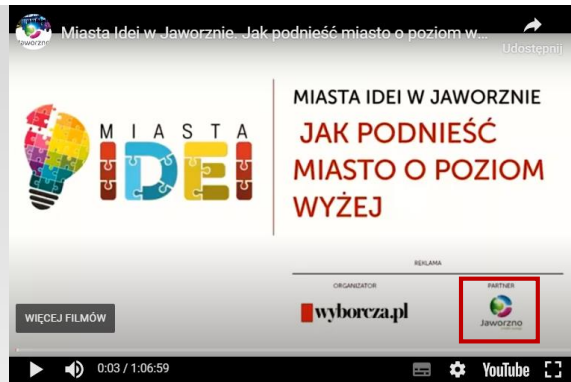 Miasta Idei w Jaworznie. Jak podnieść miasto o poziom w...
Udostępnij
MIASTA
IDEI
MIASTA IDEI W JAWORZNIE
JAK PODNIEŚĆ
MIASTO O POZIOM
WYŻEJ
REKLAMA
ORGANIZATOR
wyborcza.pl
PARTNER
Jaworzno
WIĘCEJ FILMÓW
0:03 / 1:06:59
YouTube